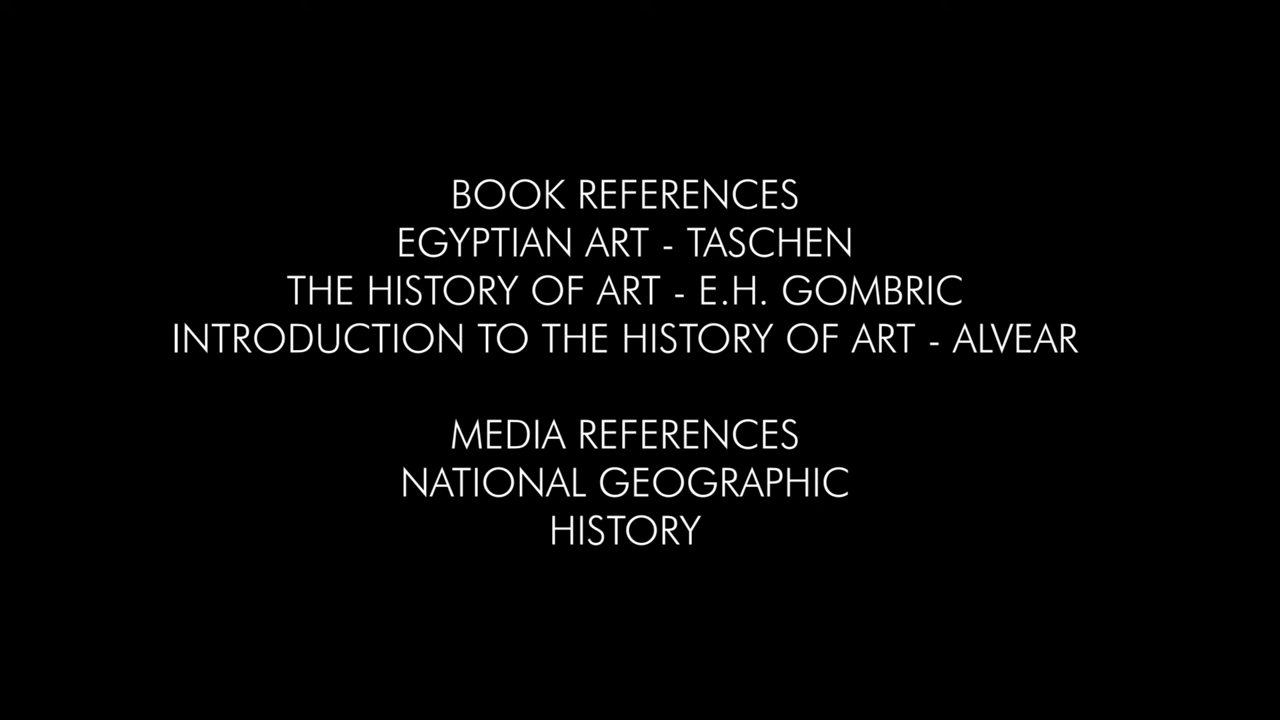 BOOK REFERENCES
EGYPTIAN ART - TASCHEN
THE HISTORY OF ART - E.H. GOMBRIC
INTRODUCTION TO THE HISTORY OF ART - ALVEAR
MEDIA REFERENCES
NATIONAL GEOGRAPHIC
HISTORY